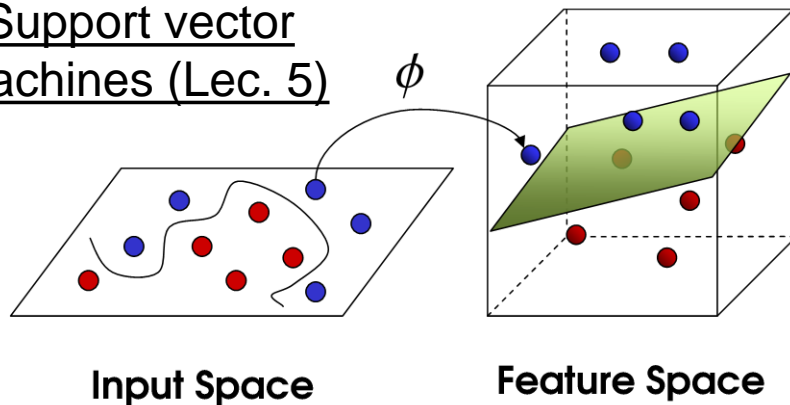 Support vector
achines (Lec. 5)
ϕ
Input Space
Feature Space